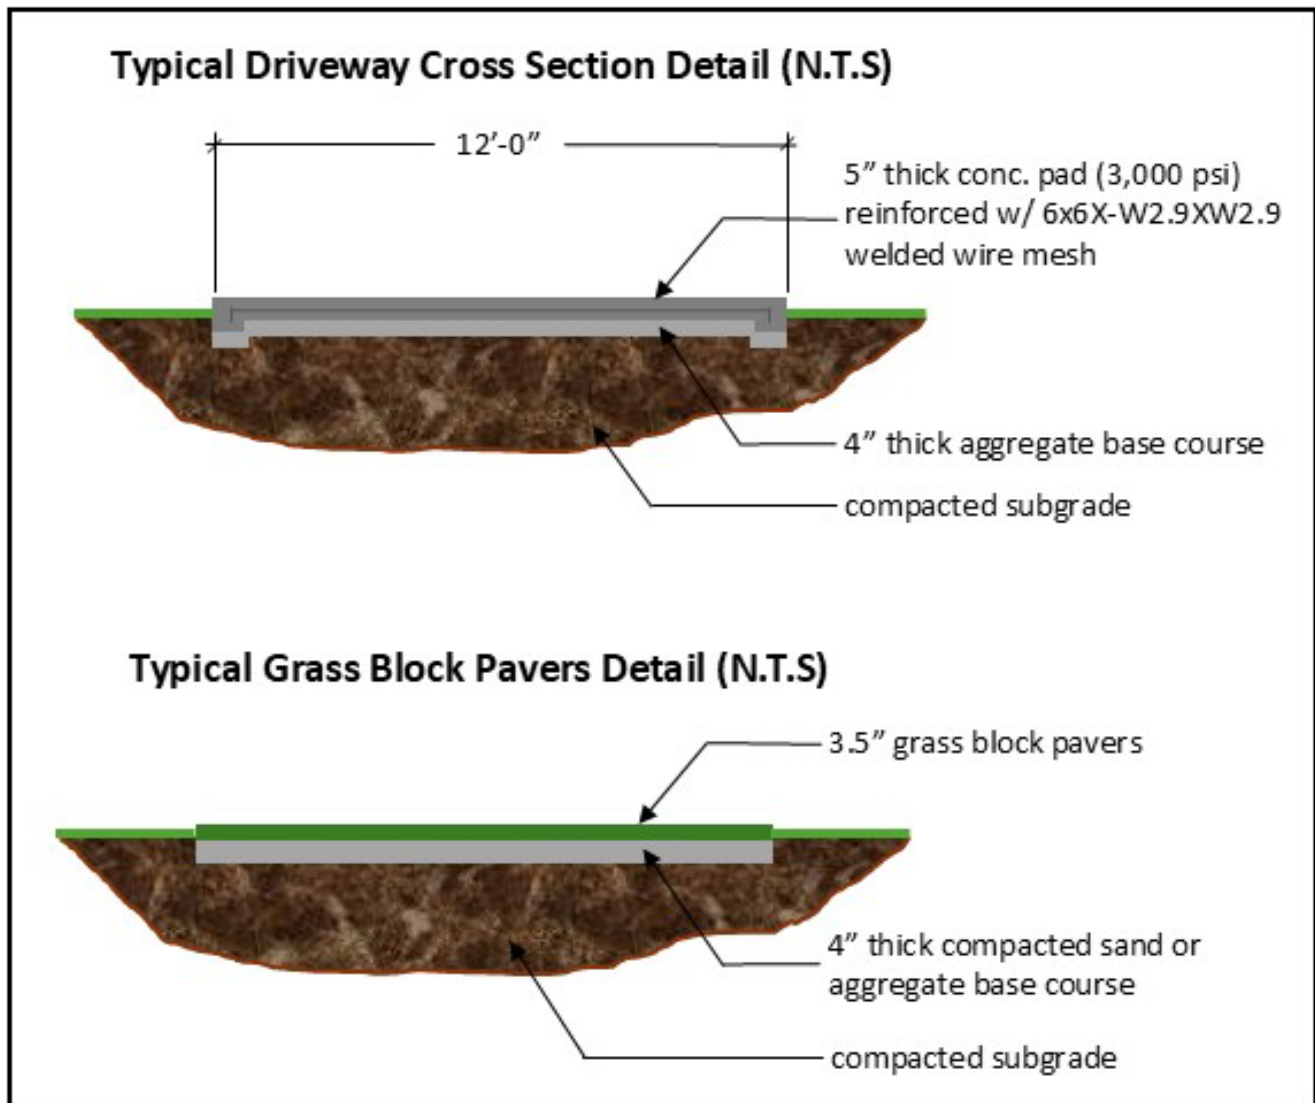 Typical Driveway Cross Section Detail (N.T.S)
12’-0”
5” thick conc. pad (3,000 psi)
reinforced w/ 6x6X-W2.9XW2.9
welded wire mesh
4” thick aggregate base course
compacted subgrade
Typical Grass Block Pavers Detail (N.T.S)
3.5” grass block pavers
4” thick compacted sand or
aggregate base course
compacted subgrade